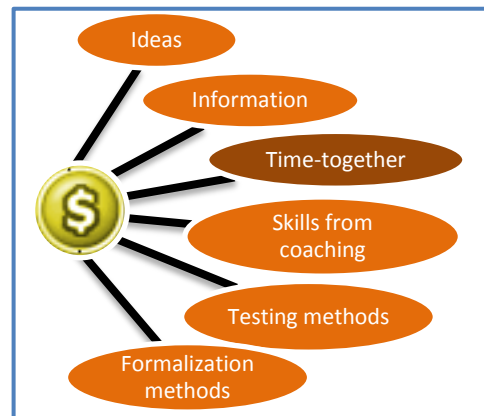 Ideas
Information
Time-together
$
Skills from
coaching
Testing methods
Formalization
methods